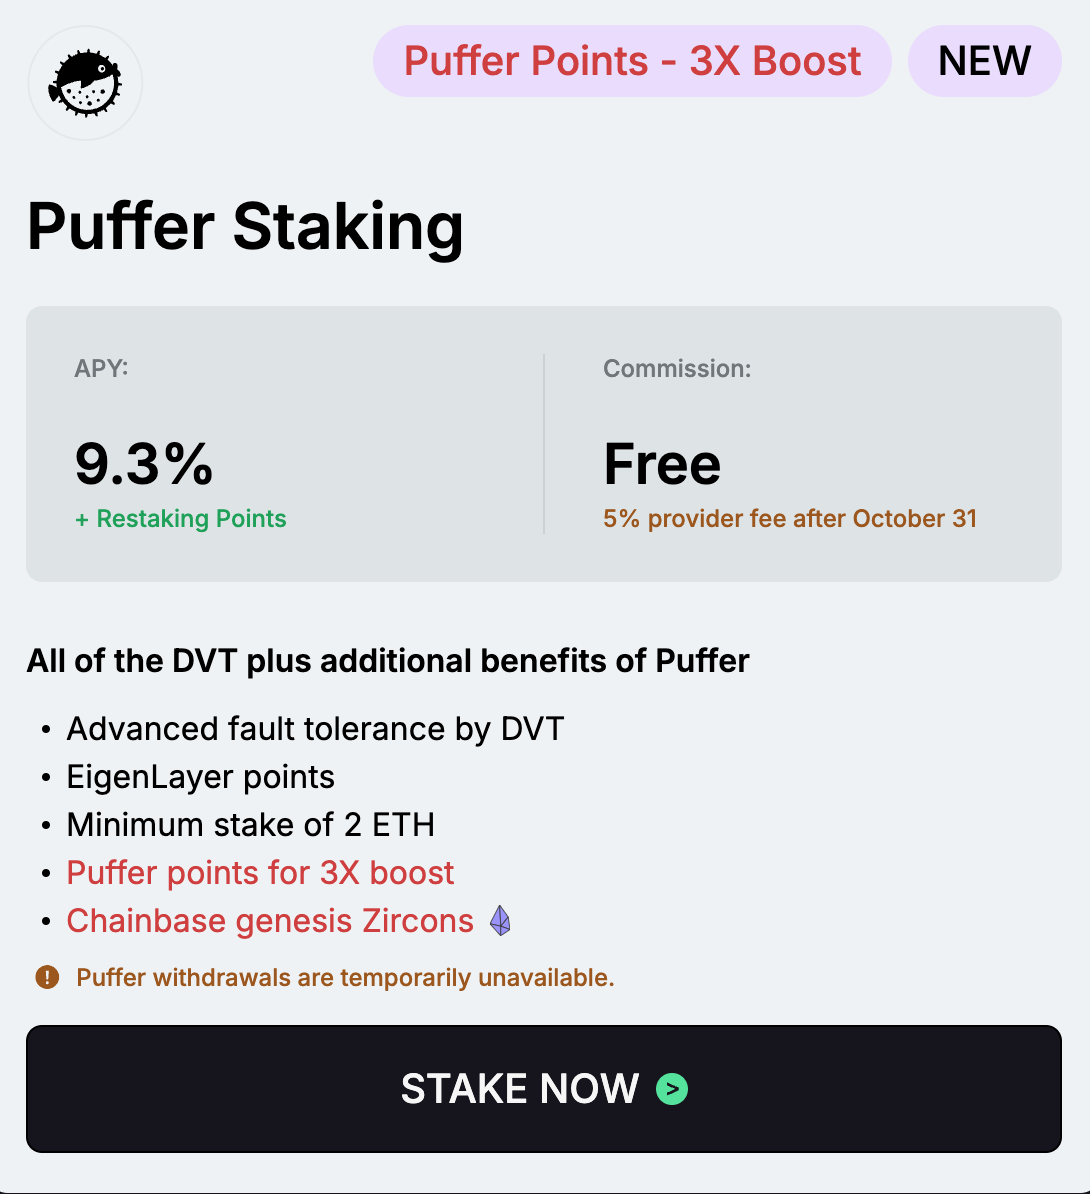 Puffer Points - 3X Boost
NEW
Puffer Staking
APY:
Commission:
9.3%
Free
+ Restaking Points
5% provider fee after October 31
All of the DVT plus additional benefits of Puffer
• Advanced fault tolerance by DVT
• EigenLayer points
• Minimum stake of 2 ETH
• Puffer points for 3X boost
• Chainbase genesis Zircons
! Puffer withdrawals are temporarily unavailable.
STAKE NOW >